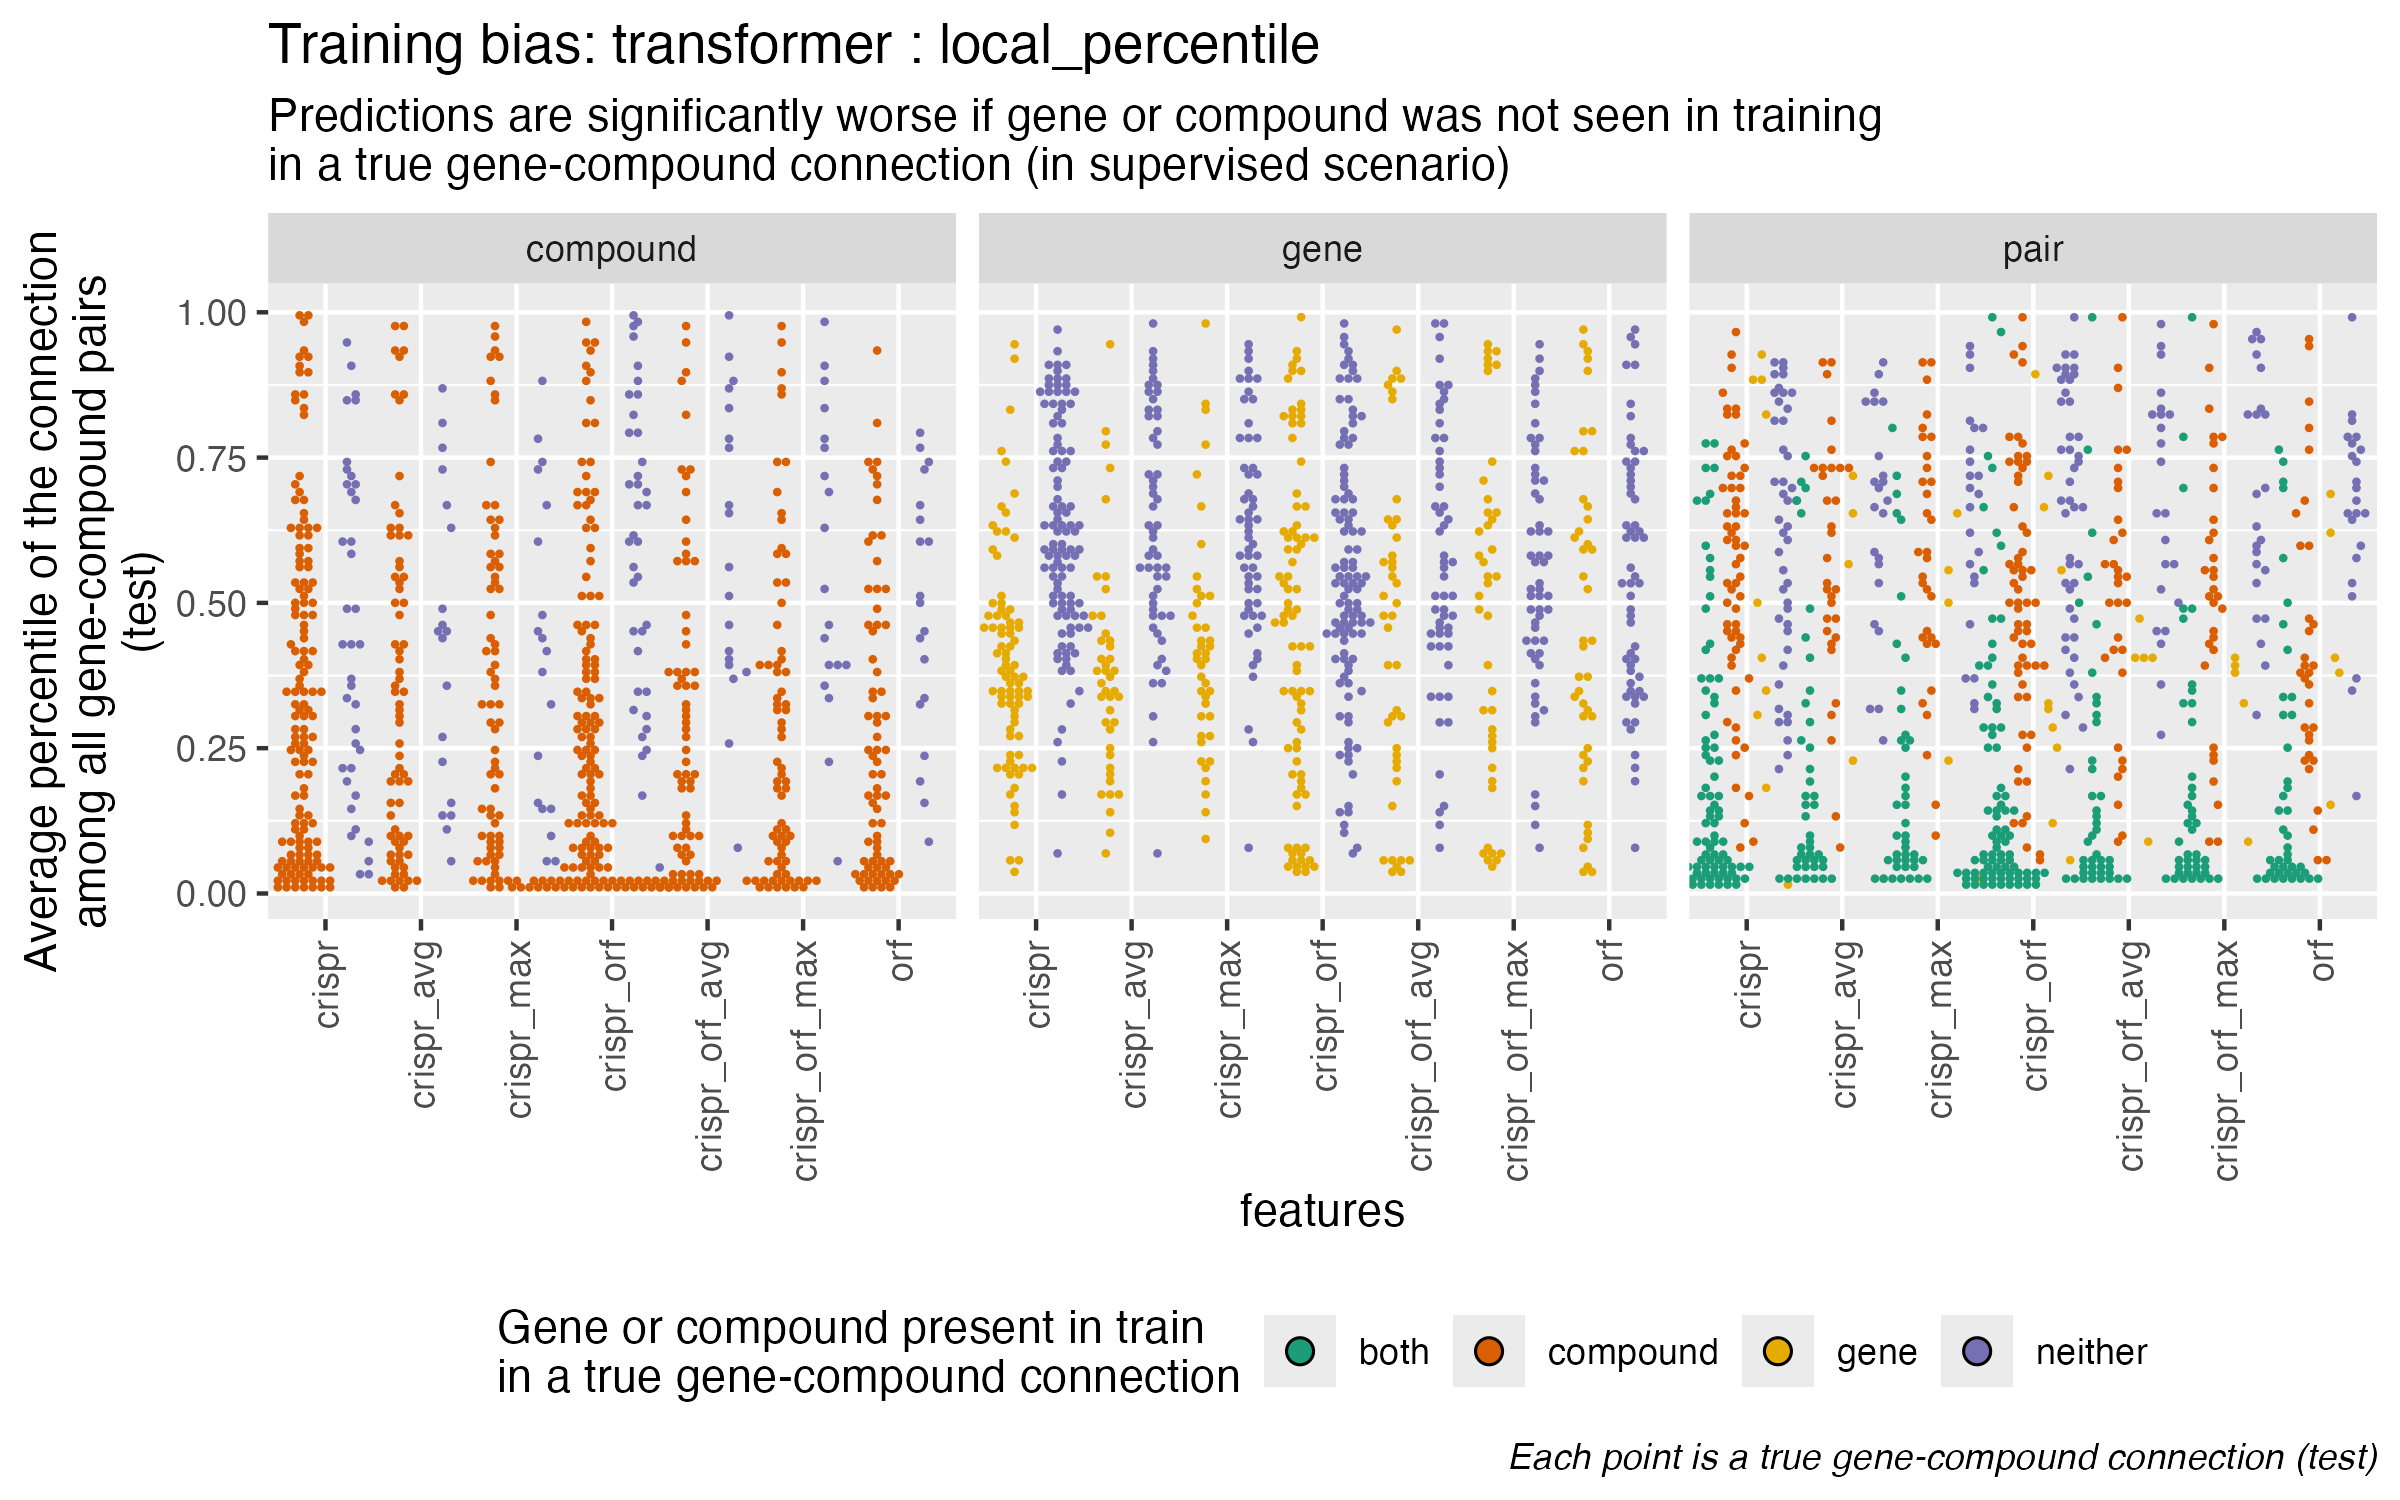 Training bias: transformer : local_percentile
Predictions are significantly worse if gene or compound was not seen in training
in a true gene-compound connection (in supervised scenario)
compound
gene
pair
Average percentile of the connection
among all gene-compound pairs
(test)
1.00
0.75
0.50
0.25
0.00
crispr
crispr_avg
crispr_max
crispr_orf
crispr_orf_avg
crispr_orf_max
orf
crispr
crispr_avg
crispr_max
crispr_orf
crispr_orf_avg
crispr_orf_max
orf
crispr
crispr_avg
crispr_max
crispr_orf
crispr_orf_avg
crispr_orf_max
orf
features
Gene or compound present in train
in a true gene-compound connection
both
compound
gene
neither
Each point is a true gene-compound connection (test)